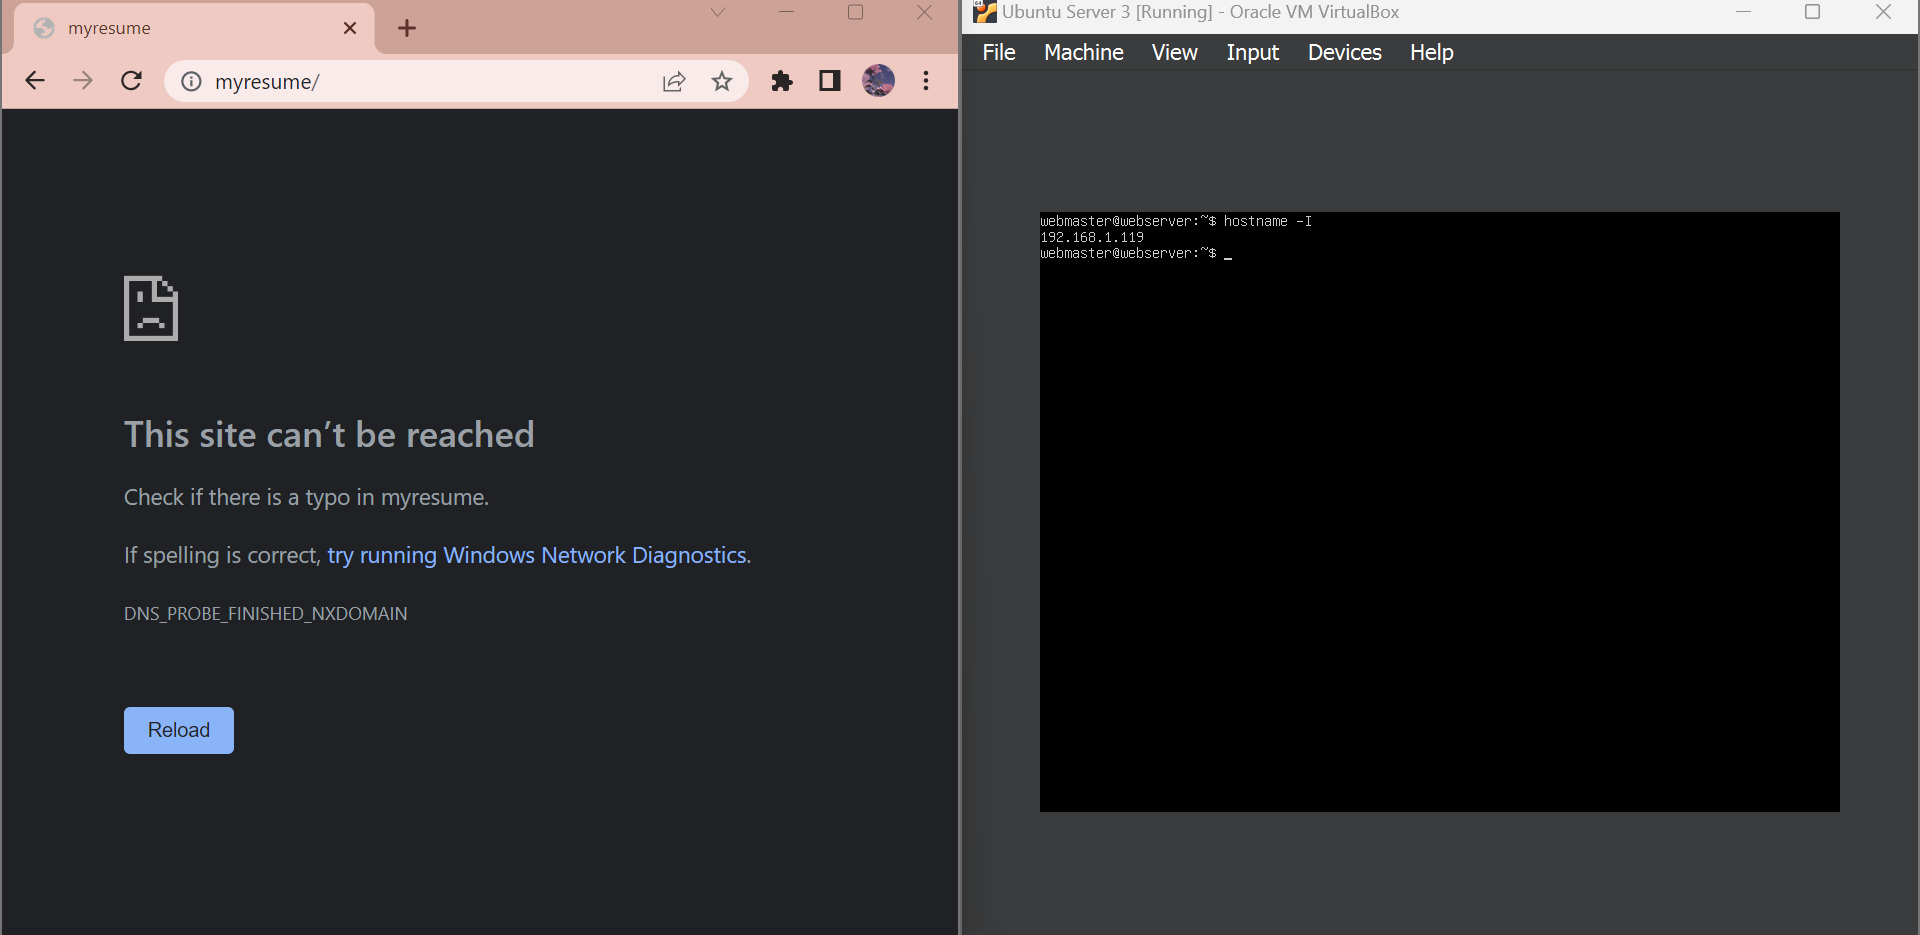 myresume
myresume/
This site can’t be reached
Check if there is a typo in myresume.
If spelling is correct, try running Windows Network Diagnostics.
DNS_PROBE_FINISHED_NXDOMAIN
Reload
64
Ubuntu Server 3 [Running] - Oracle VM VirtualBox
File Machine View Input Devices Help
webmaster@webserver:~$ hostname -I
192.168.1.119
webmaster@webserver:~$ _